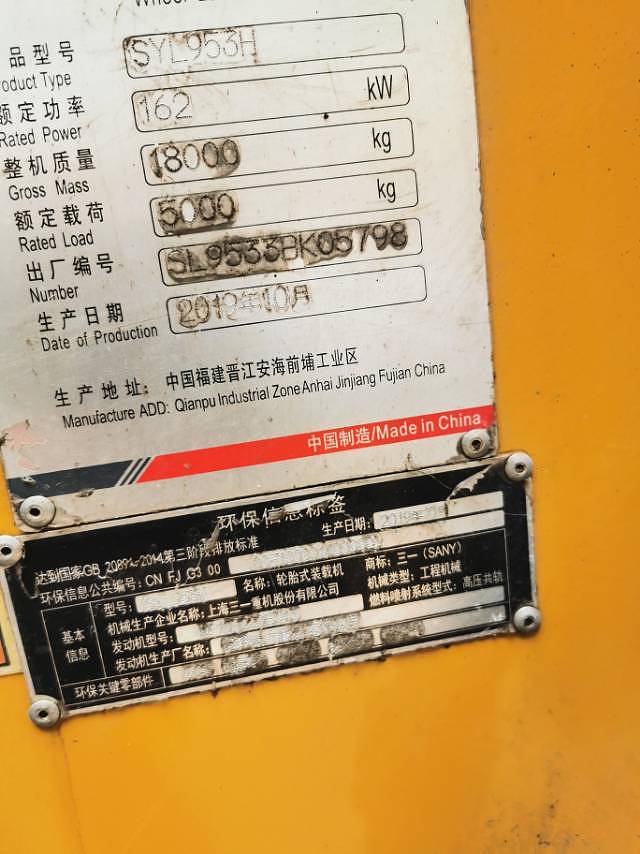 品型号 SYL953H
Product Type
额定功率 162 kW
Rated Power
整机质量 18000 kg
Gross Mass
额定载荷 5000 kg
Rated Load
出厂编号 SL9533BK05798
Number
生产日期 2019年10月
Date of Production
生产地址: 中国福建晋江安海前埔工业区
Manufacture ADD: Qianpu Industrial Zone Anhai Jinjiang Fujian China
中国制造/Made in China
环保信息标签
达到国家GB 20891-2014第三阶段排放标准 生产日期:
环保信息公共编号: CN FJ G3 00
型号: 名称: 轮胎式装载机 商标: 三一 (SANY)
基本信息
机械生产企业名称: 上海三一重机股份有限公司 机械类型: 工程机械
发动机型号: 燃料喷射系统型式: 高压共轨
发动机生产厂名称:
环保关键零部件